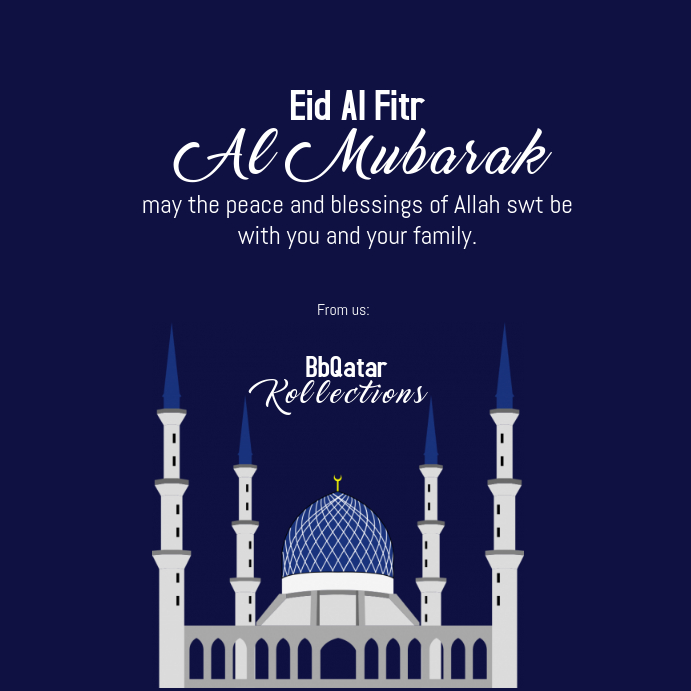 Eid Al Fitr
Al Mubarak
may the peace and blessings of Allah swt be
with you and your family.
From us:
BbQatar
Kollections